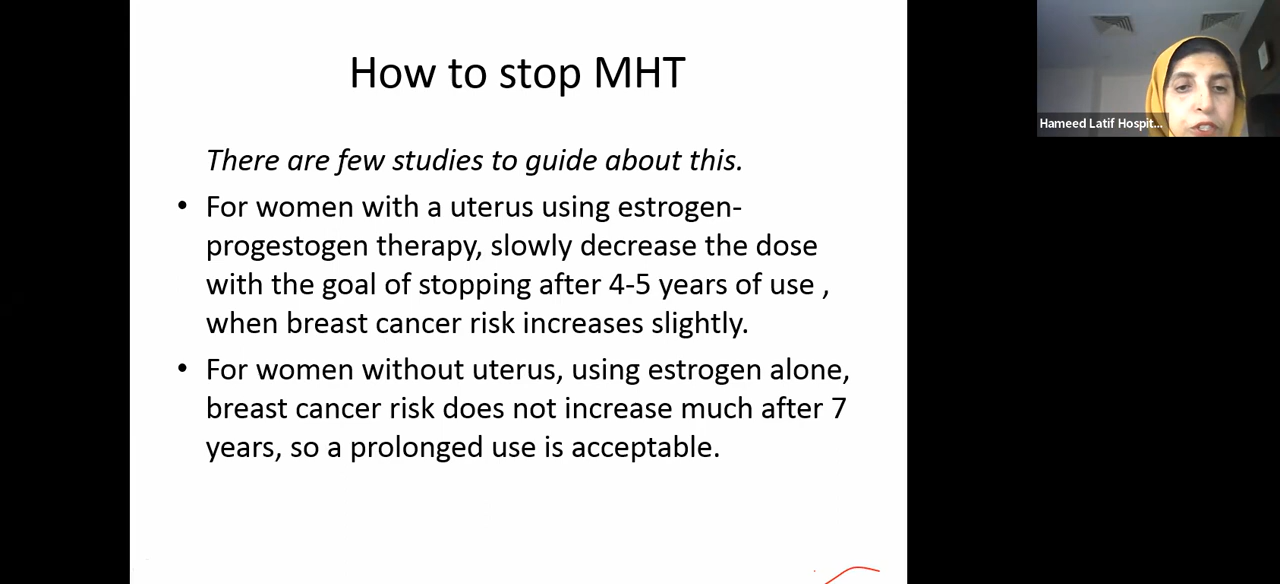 How to stop MHT
Hameed Latif Hospit...
There are few studies to guide about this.
• For women with a uterus using estrogen-
progestogen therapy, slowly decrease the dose
with the goal of stopping after 4-5 years of use ,
when breast cancer risk increases slightly.
• For women without uterus, using estrogen alone,
breast cancer risk does not increase much after 7
years, so a prolonged use is acceptable.